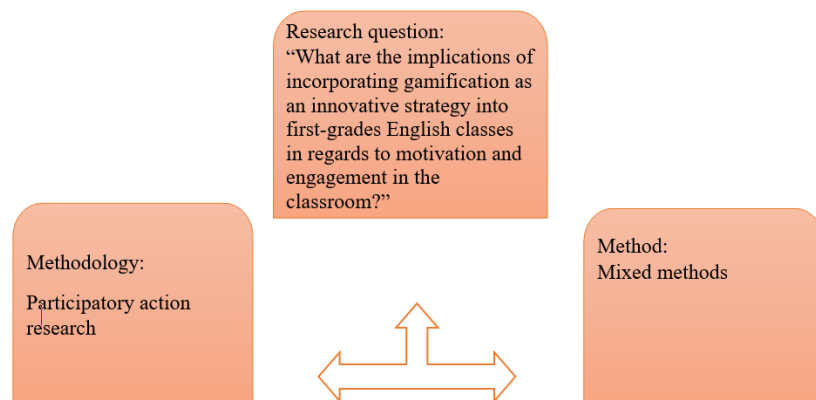 Research question:
“What are the implications of
incorporating gamification as
an innovative strategy into
first-grades English classes
in regards to motivation and
engagement in the
classroom?”
Methodology:
Participatory action
research
Method:
Mixed methods